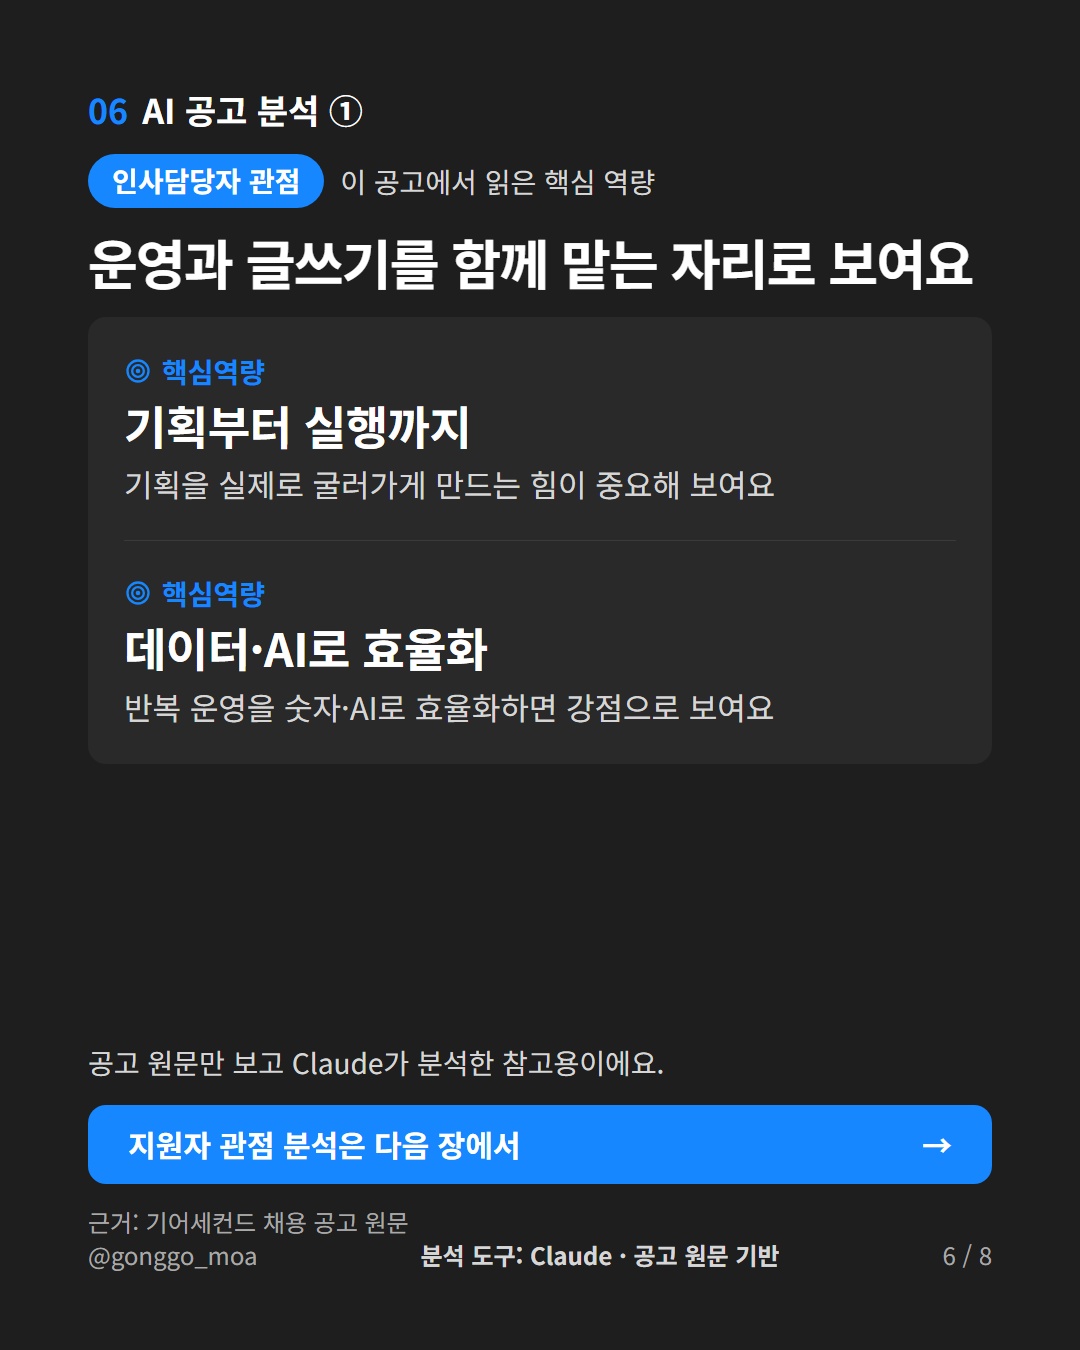 06 AI 공고 분석 ①
인사담당자 관점 이 공고에서 읽은 핵심 역량
운영과 글쓰기를 함께 맡는 자리로 보여요
핵심역량
기획부터 실행까지
기획을 실제로 굴러가게 만드는 힘이 중요해 보여요
핵심역량
데이터·AI로 효율화
반복 운영을 숫자·AI로 효율화하면 강점으로 보여요
공고 원문만 보고 Claude가 분석한 참고용이에요.
지원자 관점 분석은 다음 장에서 →
근거: 기어세컨드 채용 공고 원문
@gonggo_moa 분석 도구: Claude · 공고 원문 기반 6 / 8